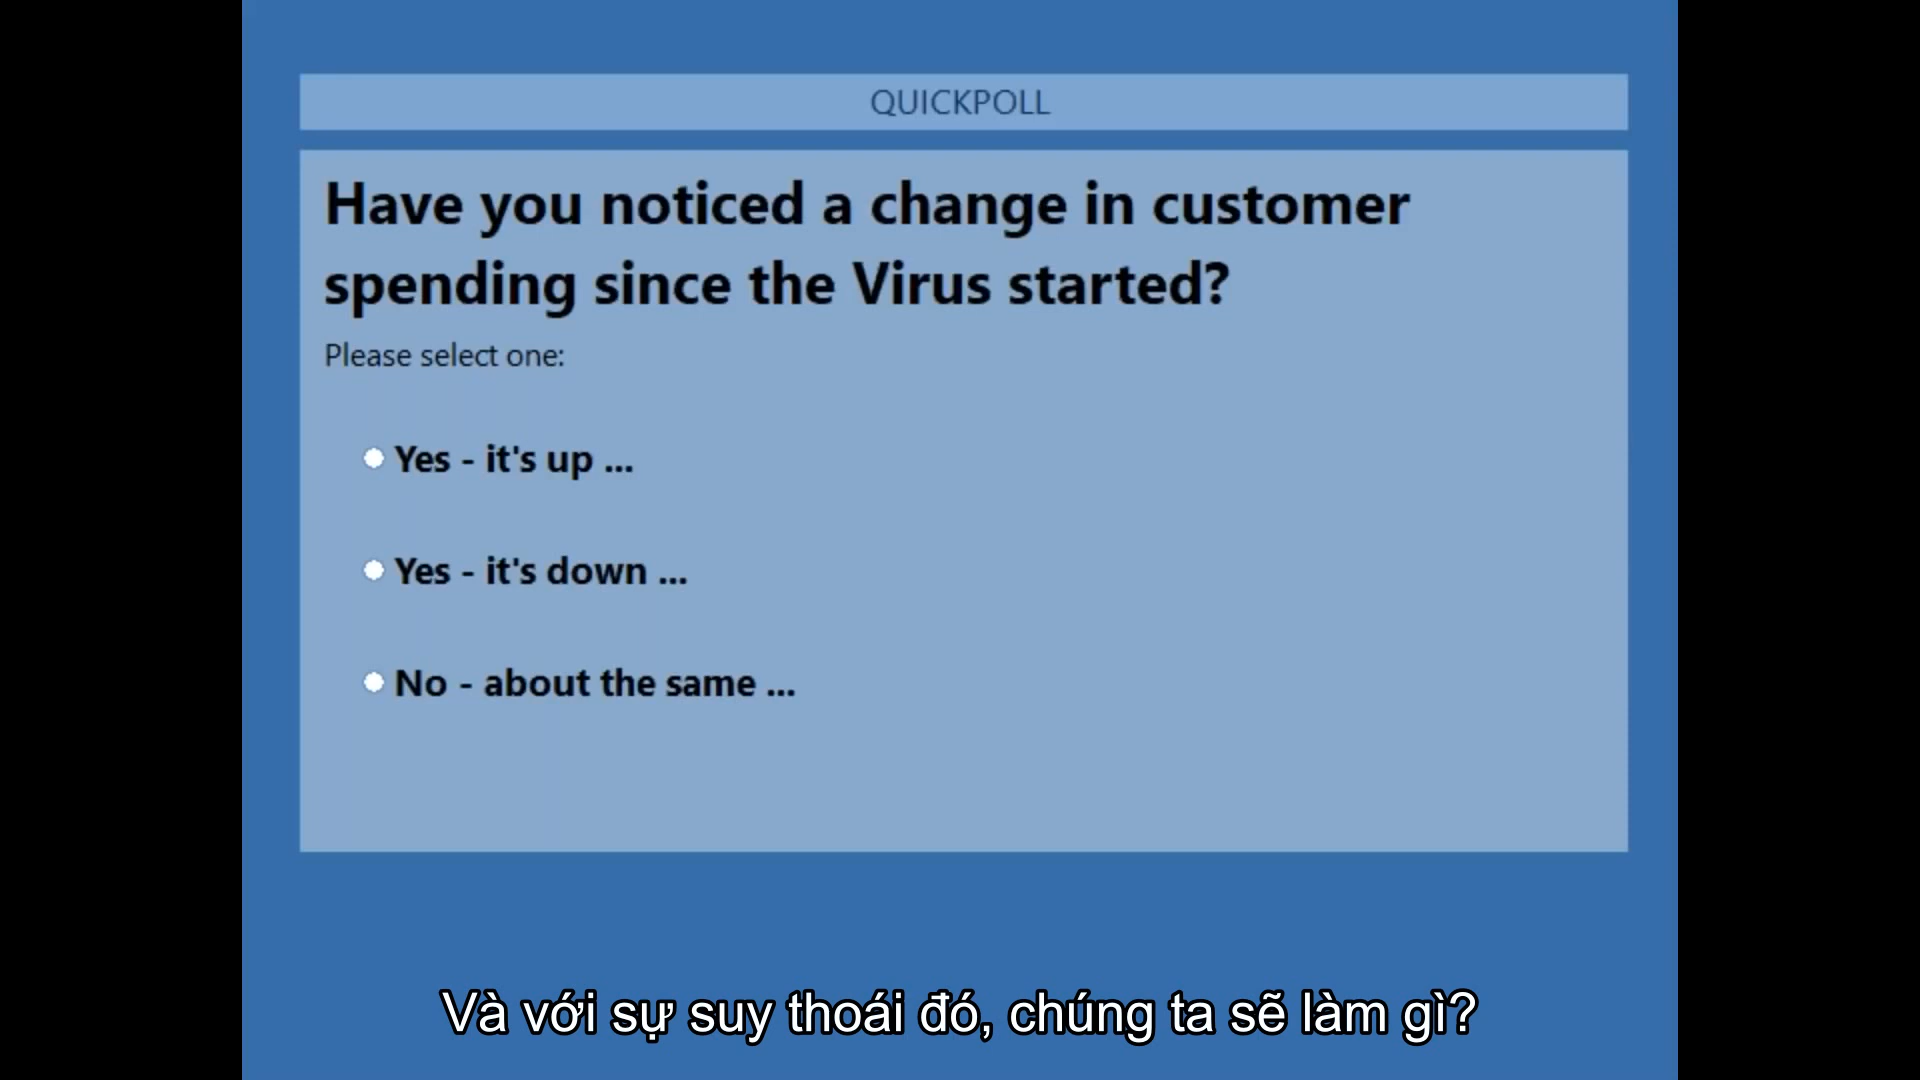 QUICKPOLL
Have you noticed a change in customer
spending since the Virus started?
Please select one:
Yes - it's up ...
Yes - it's down ...
No - about the same ...
Và với sự suy thoái đó, chúng ta sẽ làm gì?